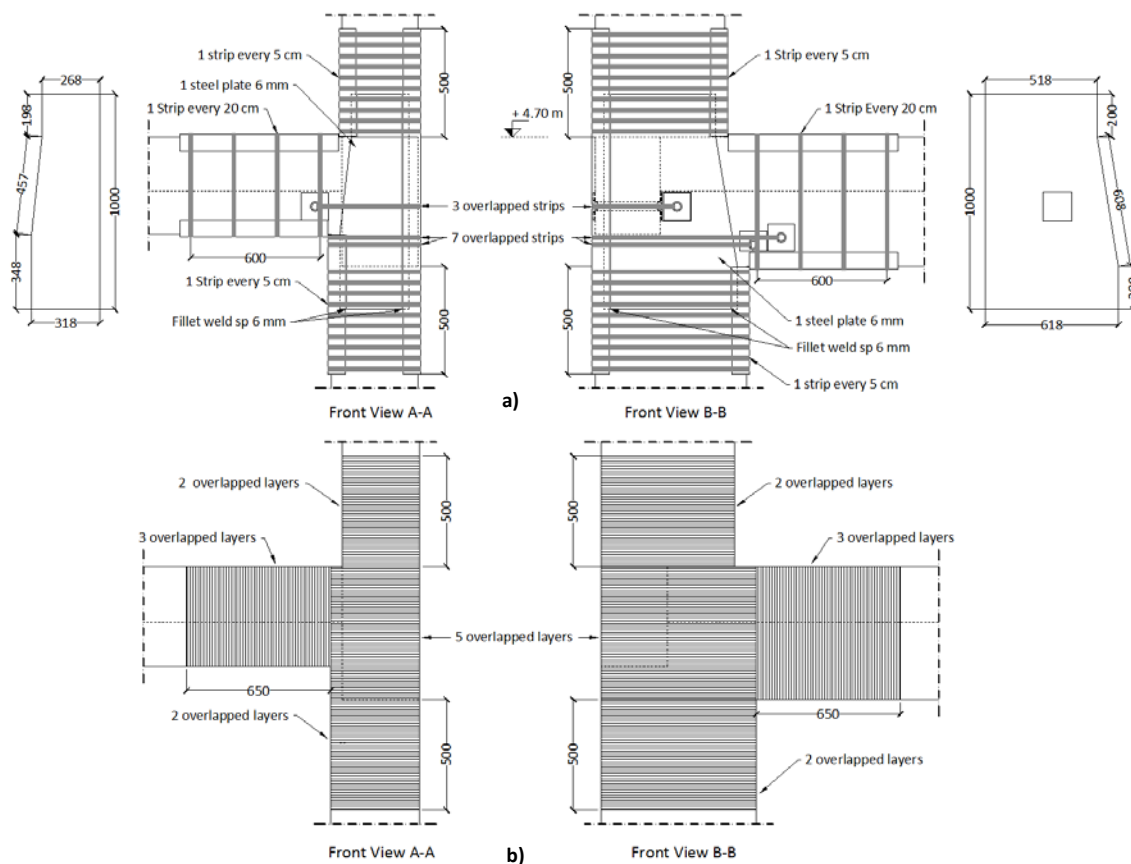 500
1 strip every 5 cm
1 steel plate 6 mm
1 Strip every 20 cm
268
198
457
348
318
1000
600
1 Strip every 5 cm
Fillet weld sp 6 mm
500
Front View A-A
+ 4.70 m
3 overlapped strips
7 overlapped strips
500
1 strip every 5 cm
1 Strip Every 20 cm
600
1 steel plate 6 mm
Fillet weld sp 6 mm
1 strip every 5 cm
500
Front View B-B
518
200
608
1000
200
618
a)
2 overlapped layers
500
3 overlapped layers
650
2 overlapped layers
500
5 overlapped layers
Front View A-A
500
2 overlapped layers
3 overlapped layers
650
500
2 overlapped layers
Front View B-B
b)